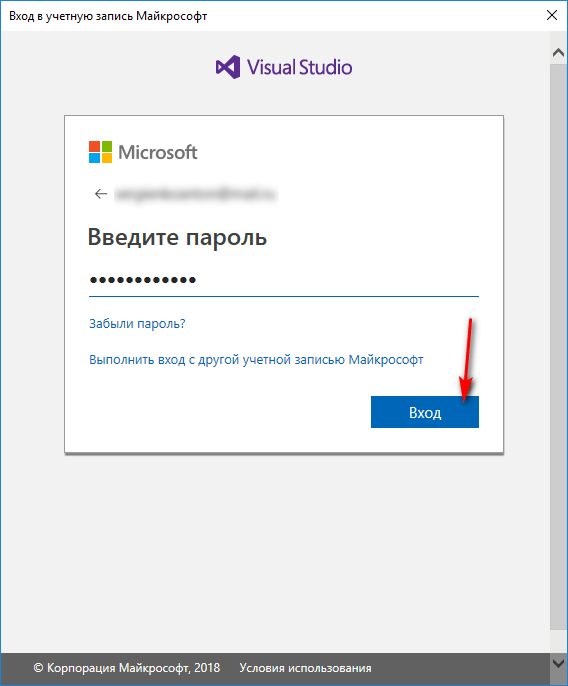 Вход в учетную запись Майкрософт
Visual Studio
Microsoft
Введите пароль
••••••••••••
Забыли пароль?
Выполнить вход с другой учетной записью Майкрософт
Вход
© Корпорация Майкрософт, 2018 Условия использования